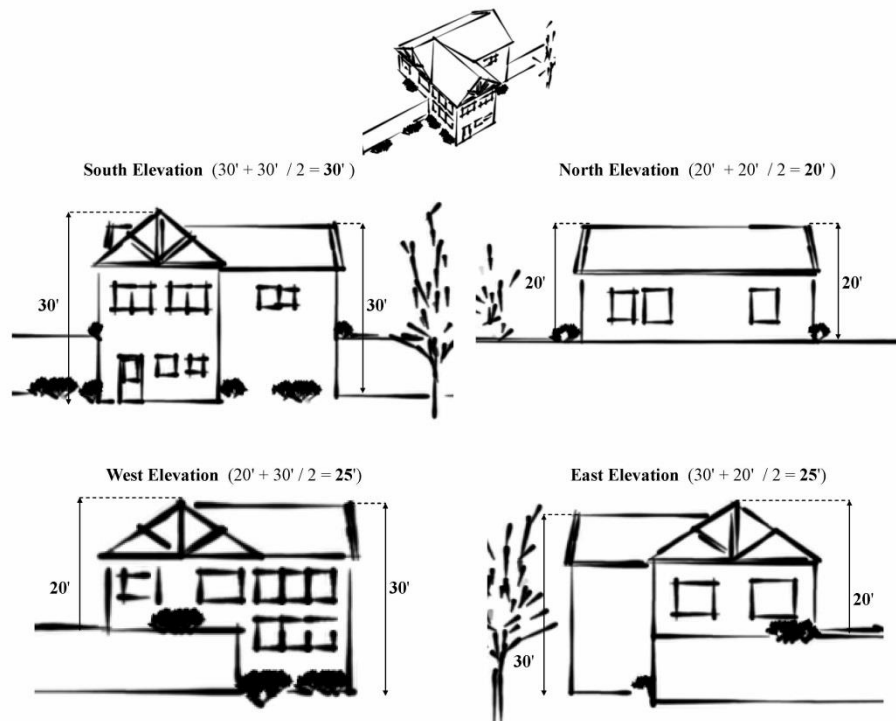 South Elevation (30' + 30' / 2 = 30' )
North Elevation (20' + 20' / 2 = 20' )
30'
30'
20'
20'
West Elevation (20' + 30' / 2 = 25')
East Elevation (30' + 20' / 2 = 25')
20'
30'
30'
20'